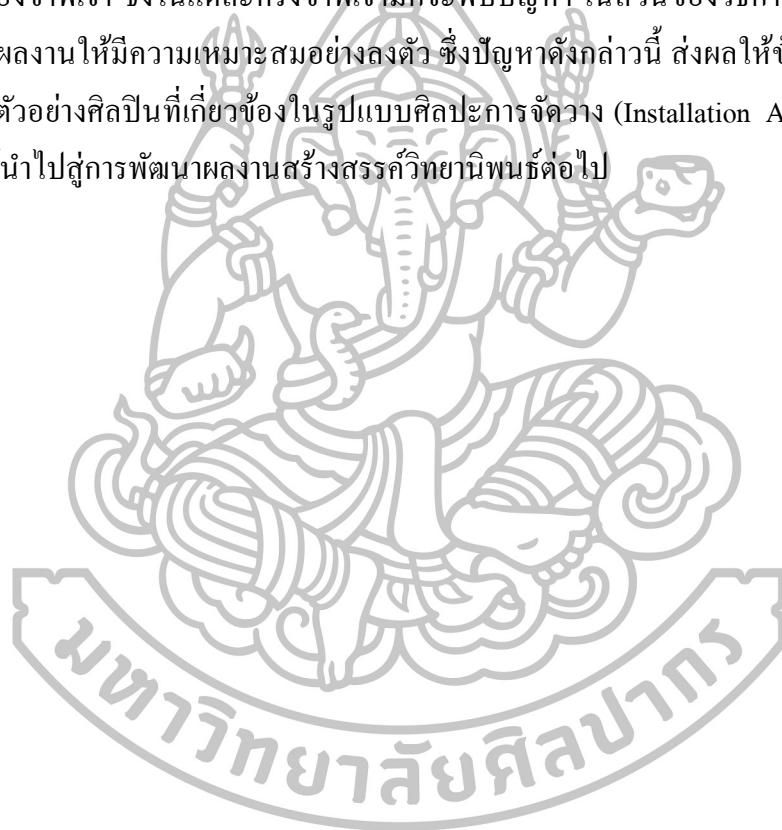 ผลงานให้มีความเหมาะสมอย่างลงตัว ซึ่งปัญหาดังกล่าวนี้ ส่งผลให้
ตัวอย่างศิลปินที่เกี่ยวข้องในรูปแบบศิลปะการจัดวาง (Installation A
นำไปสู่การพัฒนาผลงานสร้างสรรค์วิทยานิพนธ์ต่อไป
มหาวิทยาลัยศิลปากร